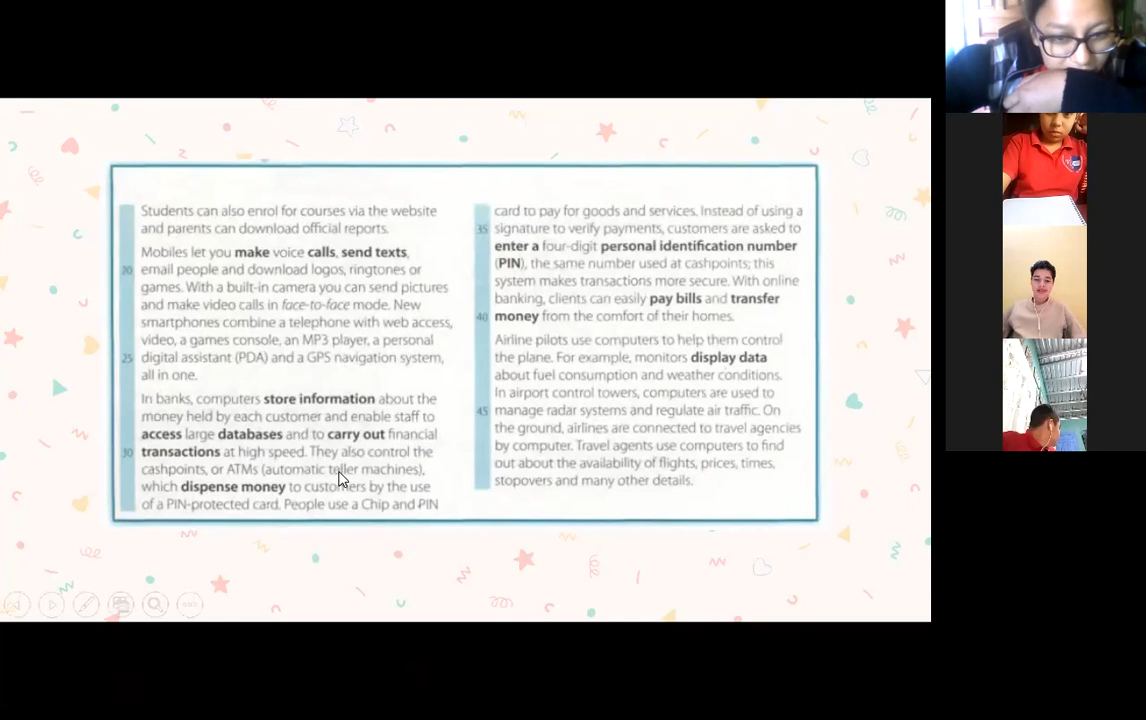 Students can also enrol for courses via the website
and parents can download official reports.
Mobiles let you make voice calls, send texts,
20 email people and download logos, ringtones or
games. With a built-in camera you can send pictures
and make video calls in face-to-face mode. New
smartphones combine a telephone with web access,
video, a games console, an MP3 player, a personal
25 digital assistant (PDA) and a GPS navigation system,
all in one.
In banks, computers store information about the
money held by each customer and enable staff to
access large databases and to carry out financial
30 transactions at high speed. They also control the
cashpoints, or ATMs (automatic teller machines),
which dispense money to customers by the use
of a PIN-protected card. People use a Chip and PIN
card to pay for goods and services. Instead of using a
35 signature to verify payments, customers are asked to
enter a four-digit personal identification number
(PIN), the same number used at cashpoints; this
system makes transactions more secure. With online
banking, clients can easily pay bills and transfer
40 money from the comfort of their homes.
Airline pilots use computers to help them control
the plane. For example, monitors display data
about fuel consumption and weather conditions.
In airport control towers, computers are used to
45 manage radar systems and regulate air traffic. On
the ground, airlines are connected to travel agencies
by computer. Travel agents use computers to find
out about the availability of flights, prices, times,
stopovers and many other details.